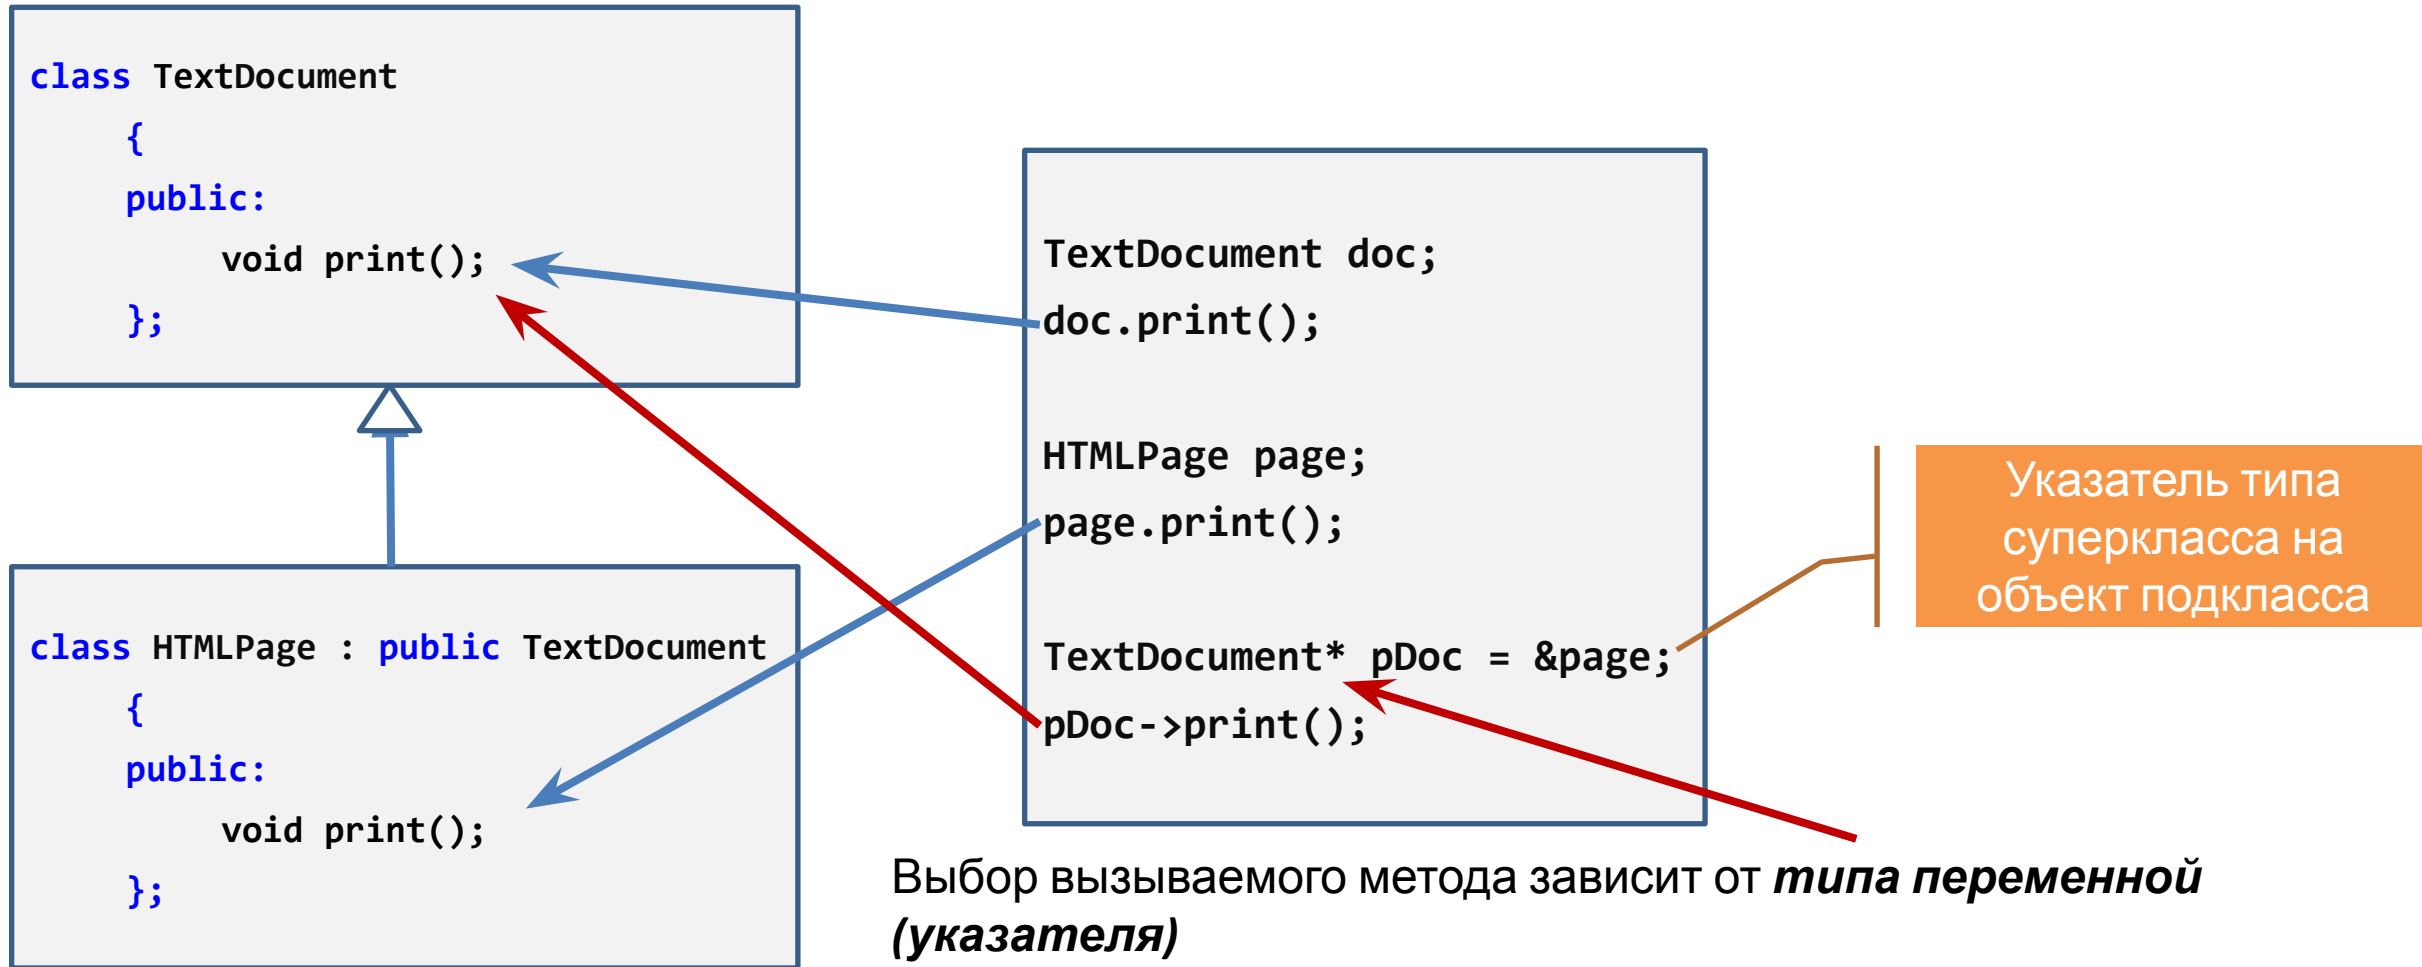 class TextDocument
{
public:
void print();
};
class HTMLPage : public TextDocument
{
public:
void print();
};
TextDocument doc;
doc.print();
HTMLPage page;
page.print();
TextDocument* pDoc = &page;
pDoc->print();
Указатель типа
суперкласса на
объект подкласса
Выбор вызываемого метода зависит от типа переменной
(указателя)